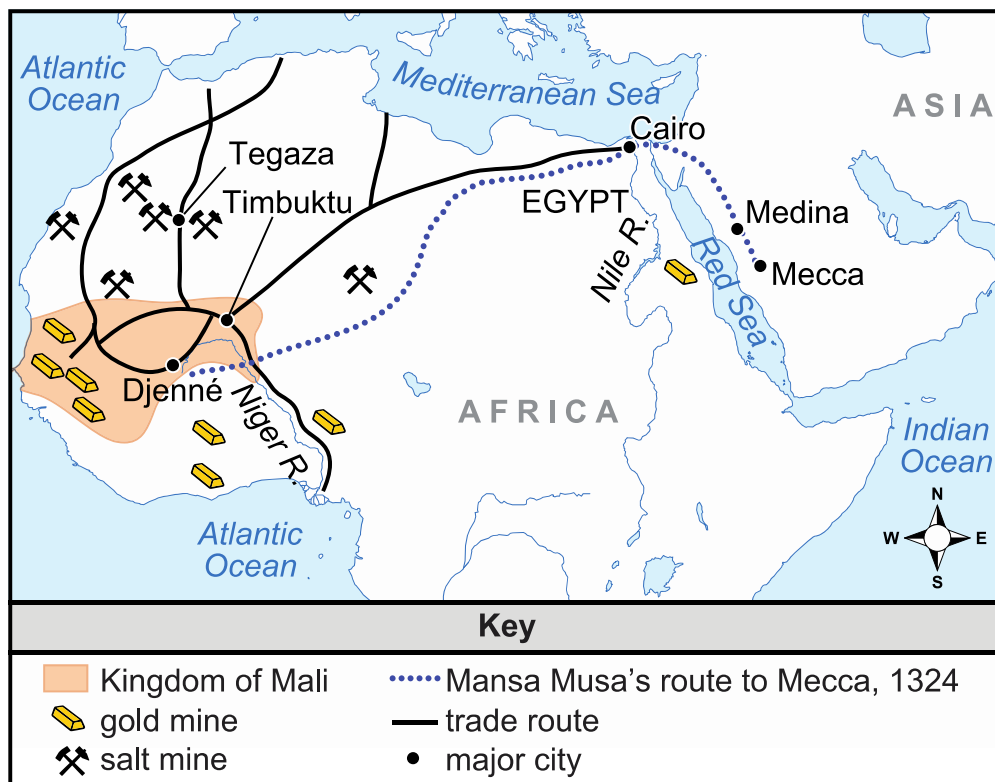 Atlantic
Ocean
Mediterranean Sea
ASIA
Cairo
Tegaza
Timbuktu
EGYPT
Nile R.
Medina
Mecca
Red Sea
Djenné
Niger R.
AFRICA
Indian
Ocean
Atlantic
Ocean
N
W
E
S
Key
Kingdom of Mali
Mansa Musa's route to Mecca, 1324
gold mine
trade route
salt mine
major city